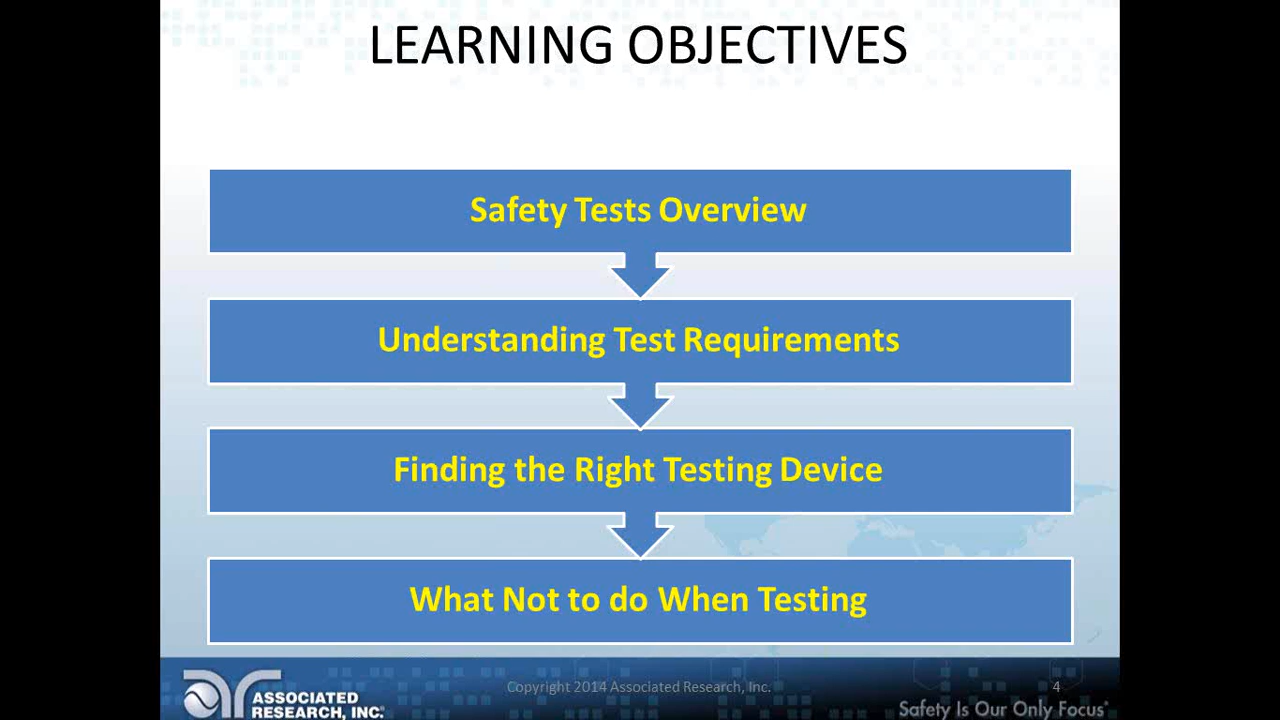 LEARNING OBJECTIVES
Safety Tests Overview
Understanding Test Requirements
Finding the Right Testing Device
What Not to do When Testing
ASSOCIATED
RESEARCH, INC.
Copyright 2014 Associated Research, Inc.
4
Safety Is Our Only Focus